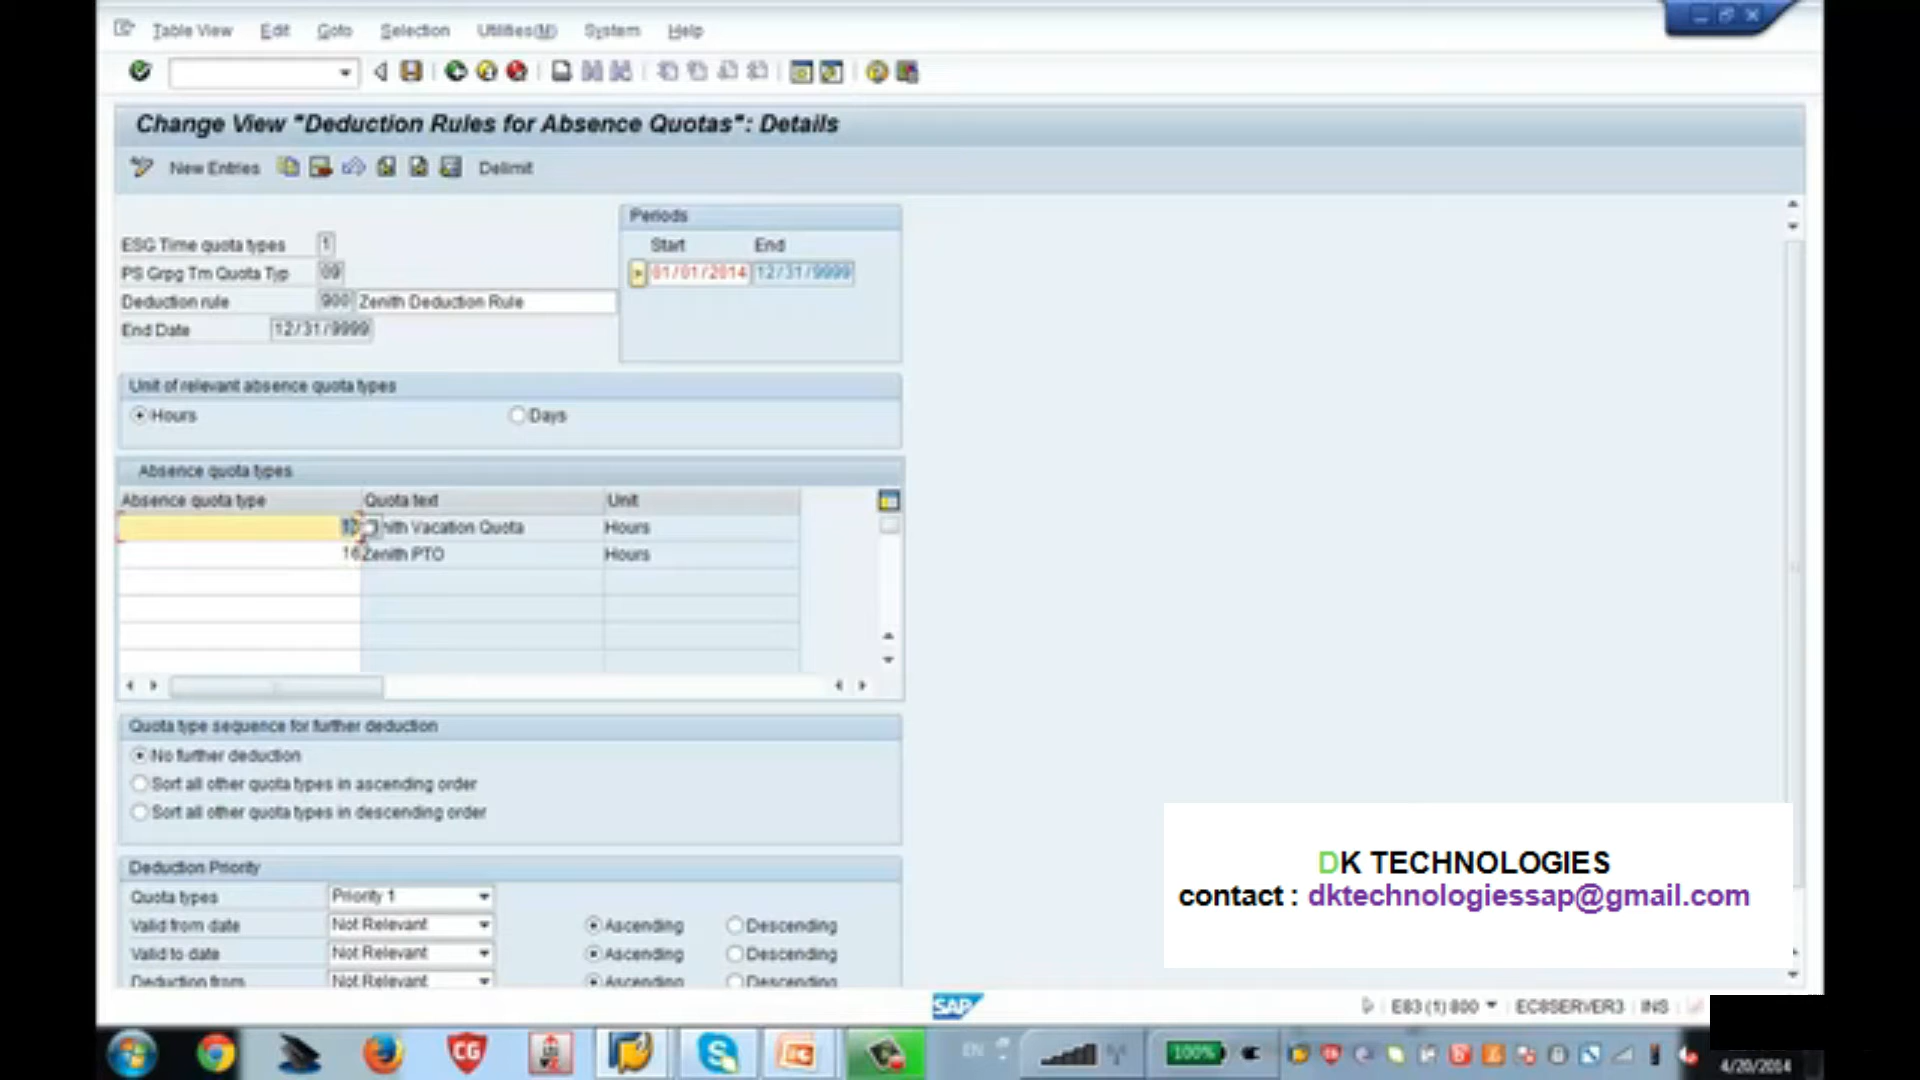 Table View Edit Goto Selection Utilities(M) System Help
Change View "Deduction Rules for Absence Quotas": Details
New Entries Delimit
Periods
Start End
01/01/2014 12/31/9999
ESG Time quota types 1
PS Grpg Tm Quota Typ 09
Deduction rule 900 Zenith Deduction Rule
End Date 12/31/9999
Unit of relevant absence quota types
Hours Days
Absence quota types
Absence quota type Quota text Unit
nith Vacation Quota Hours
16 Zenith PTO Hours
Quota type sequence for further deduction
No further deduction
Sort all other quota types in ascending order
Sort all other quota types in descending order
Deduction Priority
Quota types Priority 1
Valid from date Not Relevant Ascending Descending
Valid to date Not Relevant Ascending Descending
Deduction from Not Relevant Ascending Descending
DK TECHNOLOGIES
contact : dktechnologiessap@gmail.com
SAP
E83 (1) 800 EC8SERVER3 INS
CG
EN
100%
4/20/2014